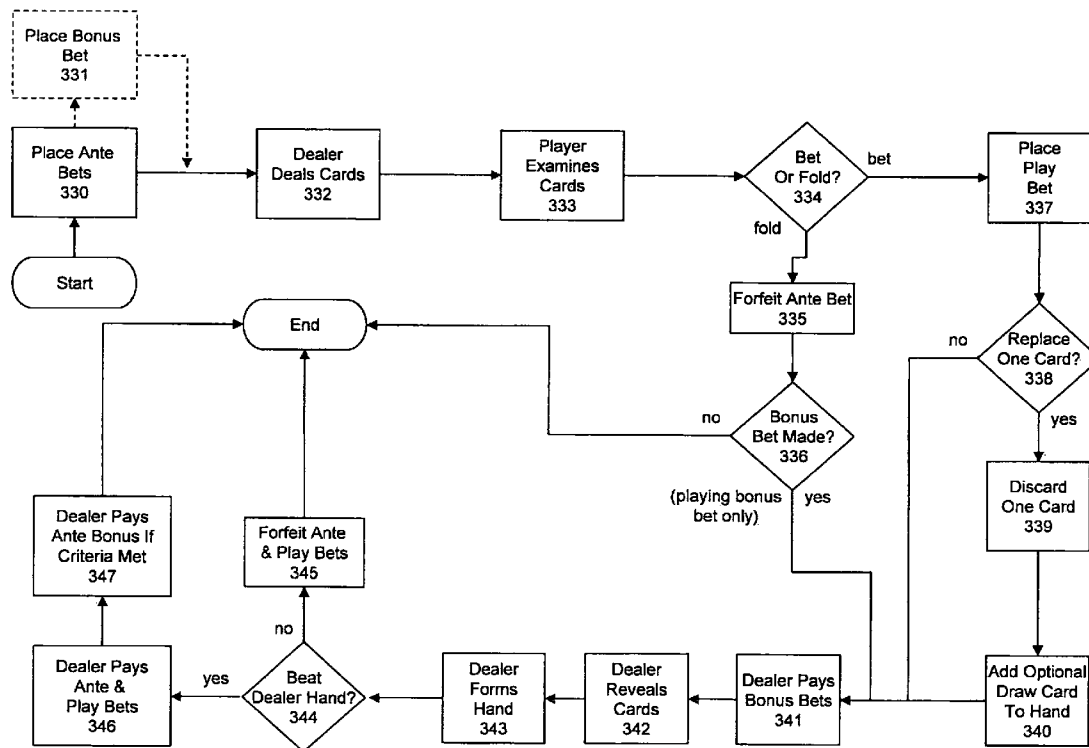 Place Bonus
Bet
331
Place Ante
Bets
330
Start
Dealer
Deals Cards
332
Player
Examines
Cards
333
Bet
Or Fold?
334
bet
fold
Place
Play
Bet
337
Forfeit Ante Bet
335
Replace
One Card?
338
no
yes
Bonus
Bet Made?
336
no
yes
(playing bonus
bet only)
Discard
One Card
339
Add Optional
Draw Card
To Hand
340
Dealer Pays
Bonus Bets
341
Dealer
Reveals
Cards
342
Dealer
Forms
Hand
343
Beat
Dealer Hand?
344
no
yes
Forfeit Ante
& Play Bets
345
Dealer Pays
Ante &
Play Bets
346
Dealer Pays
Ante Bonus If
Criteria Met
347
End